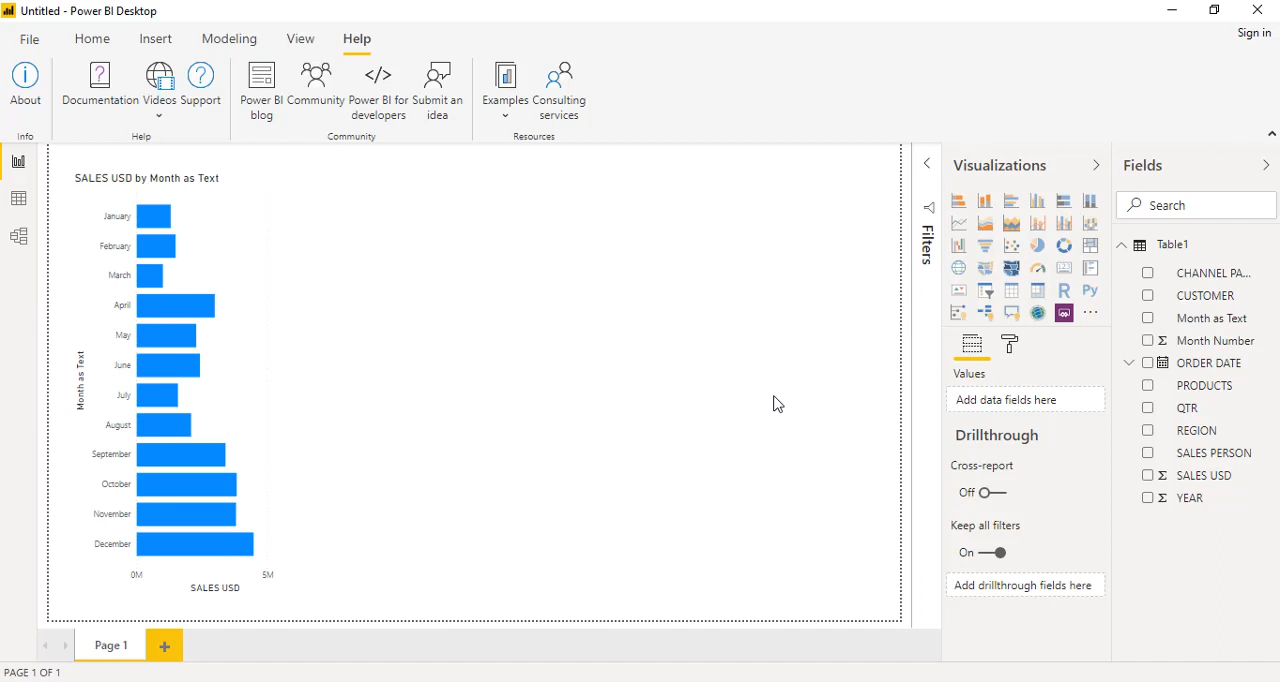 Untitled - Power BI Desktop
Sign in
File Home Insert Modeling View Help
About
Documentation Videos Support
Power BI blog
Community
Power BI for developers
Submit an idea
Examples
Consulting services
Info
Help
Community
Resources
SALES USD by Month as Text
Month as Text
January
February
March
April
May
June
July
August
September
October
November
December
0M 5M
SALES USD
Filters
Visualizations
R Py
Values
Add data fields here
Drillthrough
Cross-report
Off
Keep all filters
On
Add drillthrough fields here
Fields
Search
Table1
CHANNEL PA...
CUSTOMER
Month as Text
Σ Month Number
ORDER DATE
PRODUCTS
QTR
REGION
SALES PERSON
Σ SALES USD
Σ YEAR
Page 1
PAGE 1 OF 1